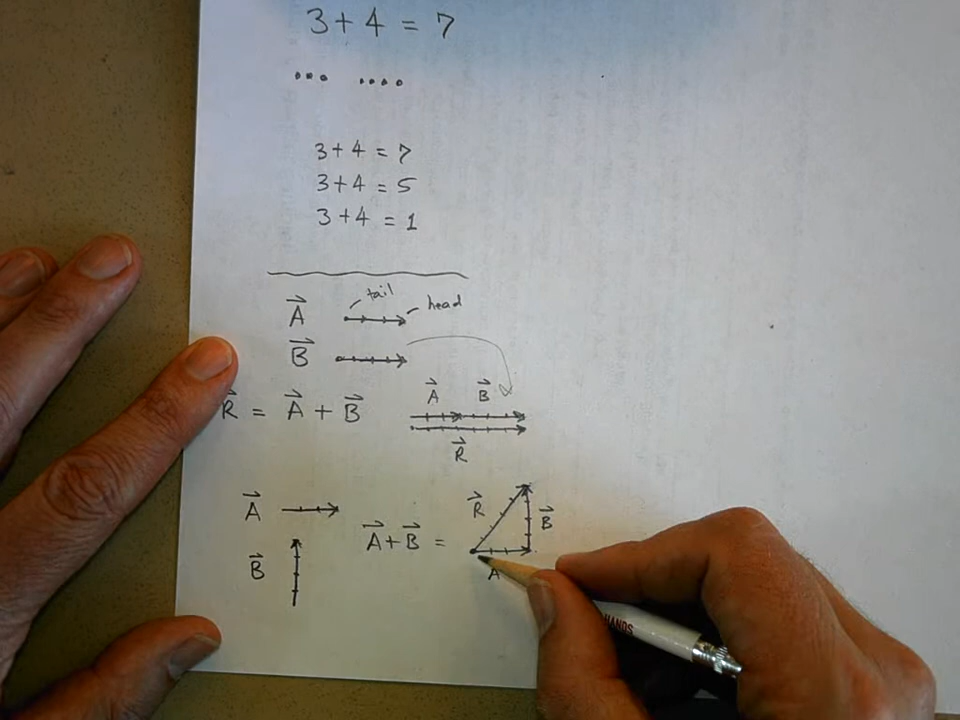 3 + 4 = 7
3 + 4 = 7
3 + 4 = 5
3 + 4 = 1
tail
A⃗ head
B⃗
A⃗ B⃗
R⃗ = A⃗ + B⃗
R⃗
A⃗ R⃗ B⃗
A⃗ + B⃗ =
B⃗ A